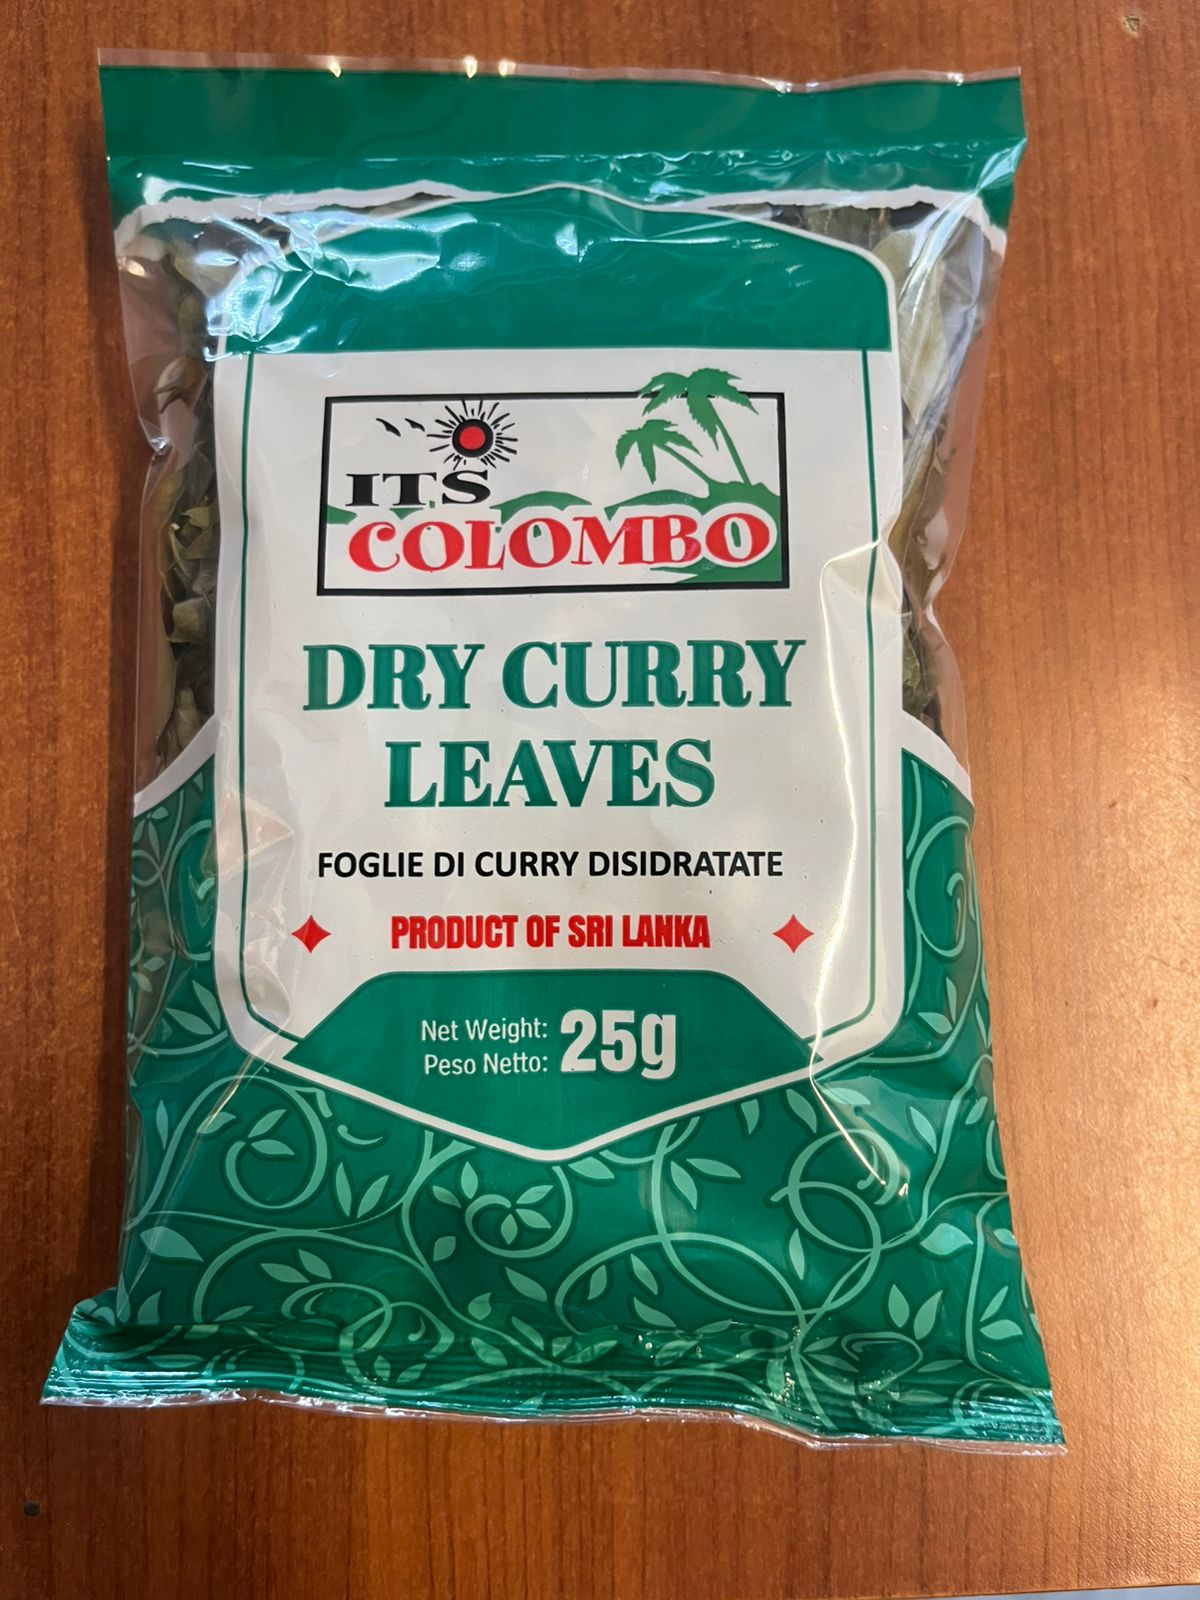 ITS
COLOMBO
DRY CURRY
LEAVES
FOGLIE DI CURRY DISIDRATATE
PRODUCT OF SRI LANKA
Net Weight: 25g
Peso Netto: